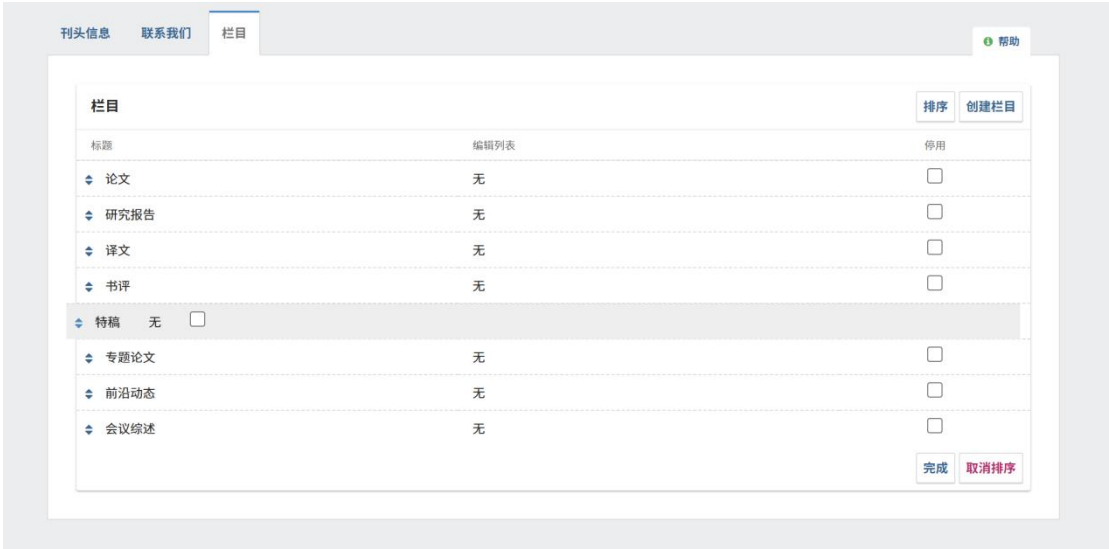 刊头信息 联系我们 栏目
帮助
栏目 排序 创建栏目
标题 编辑列表 停用
论文 无
研究报告 无
译文 无
书评 无
特稿 无
专题论文 无
前沿动态 无
会议综述 无
完成 取消排序